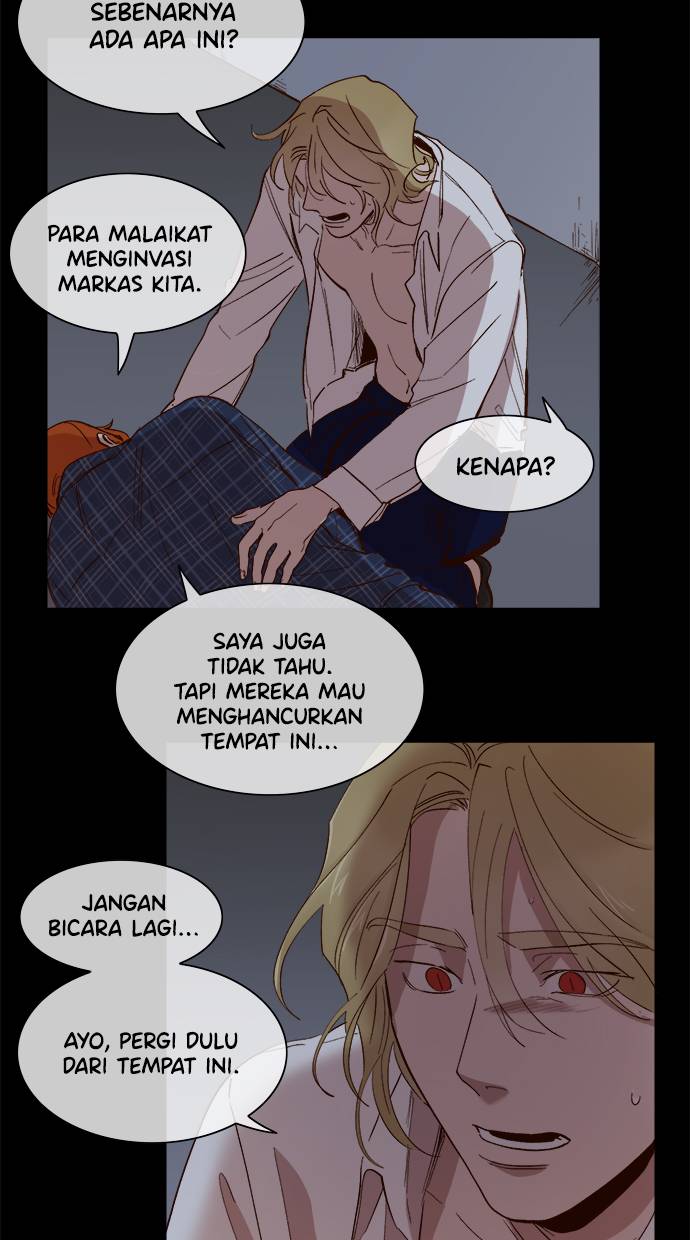 SEBENARNYA
ADA APA INI?
PARA MALAIKAT
MENGINVASI
MARKAS KITA.
KENAPA?
SAYA JUGA
TIDAK TAHU.
TAPI MEREKA MAU
MENGHANCURKAN
TEMPAT INI...
JANGAN
BICARA LAGI...
AYO, PERGI DULU
DARI TEMPAT INI.